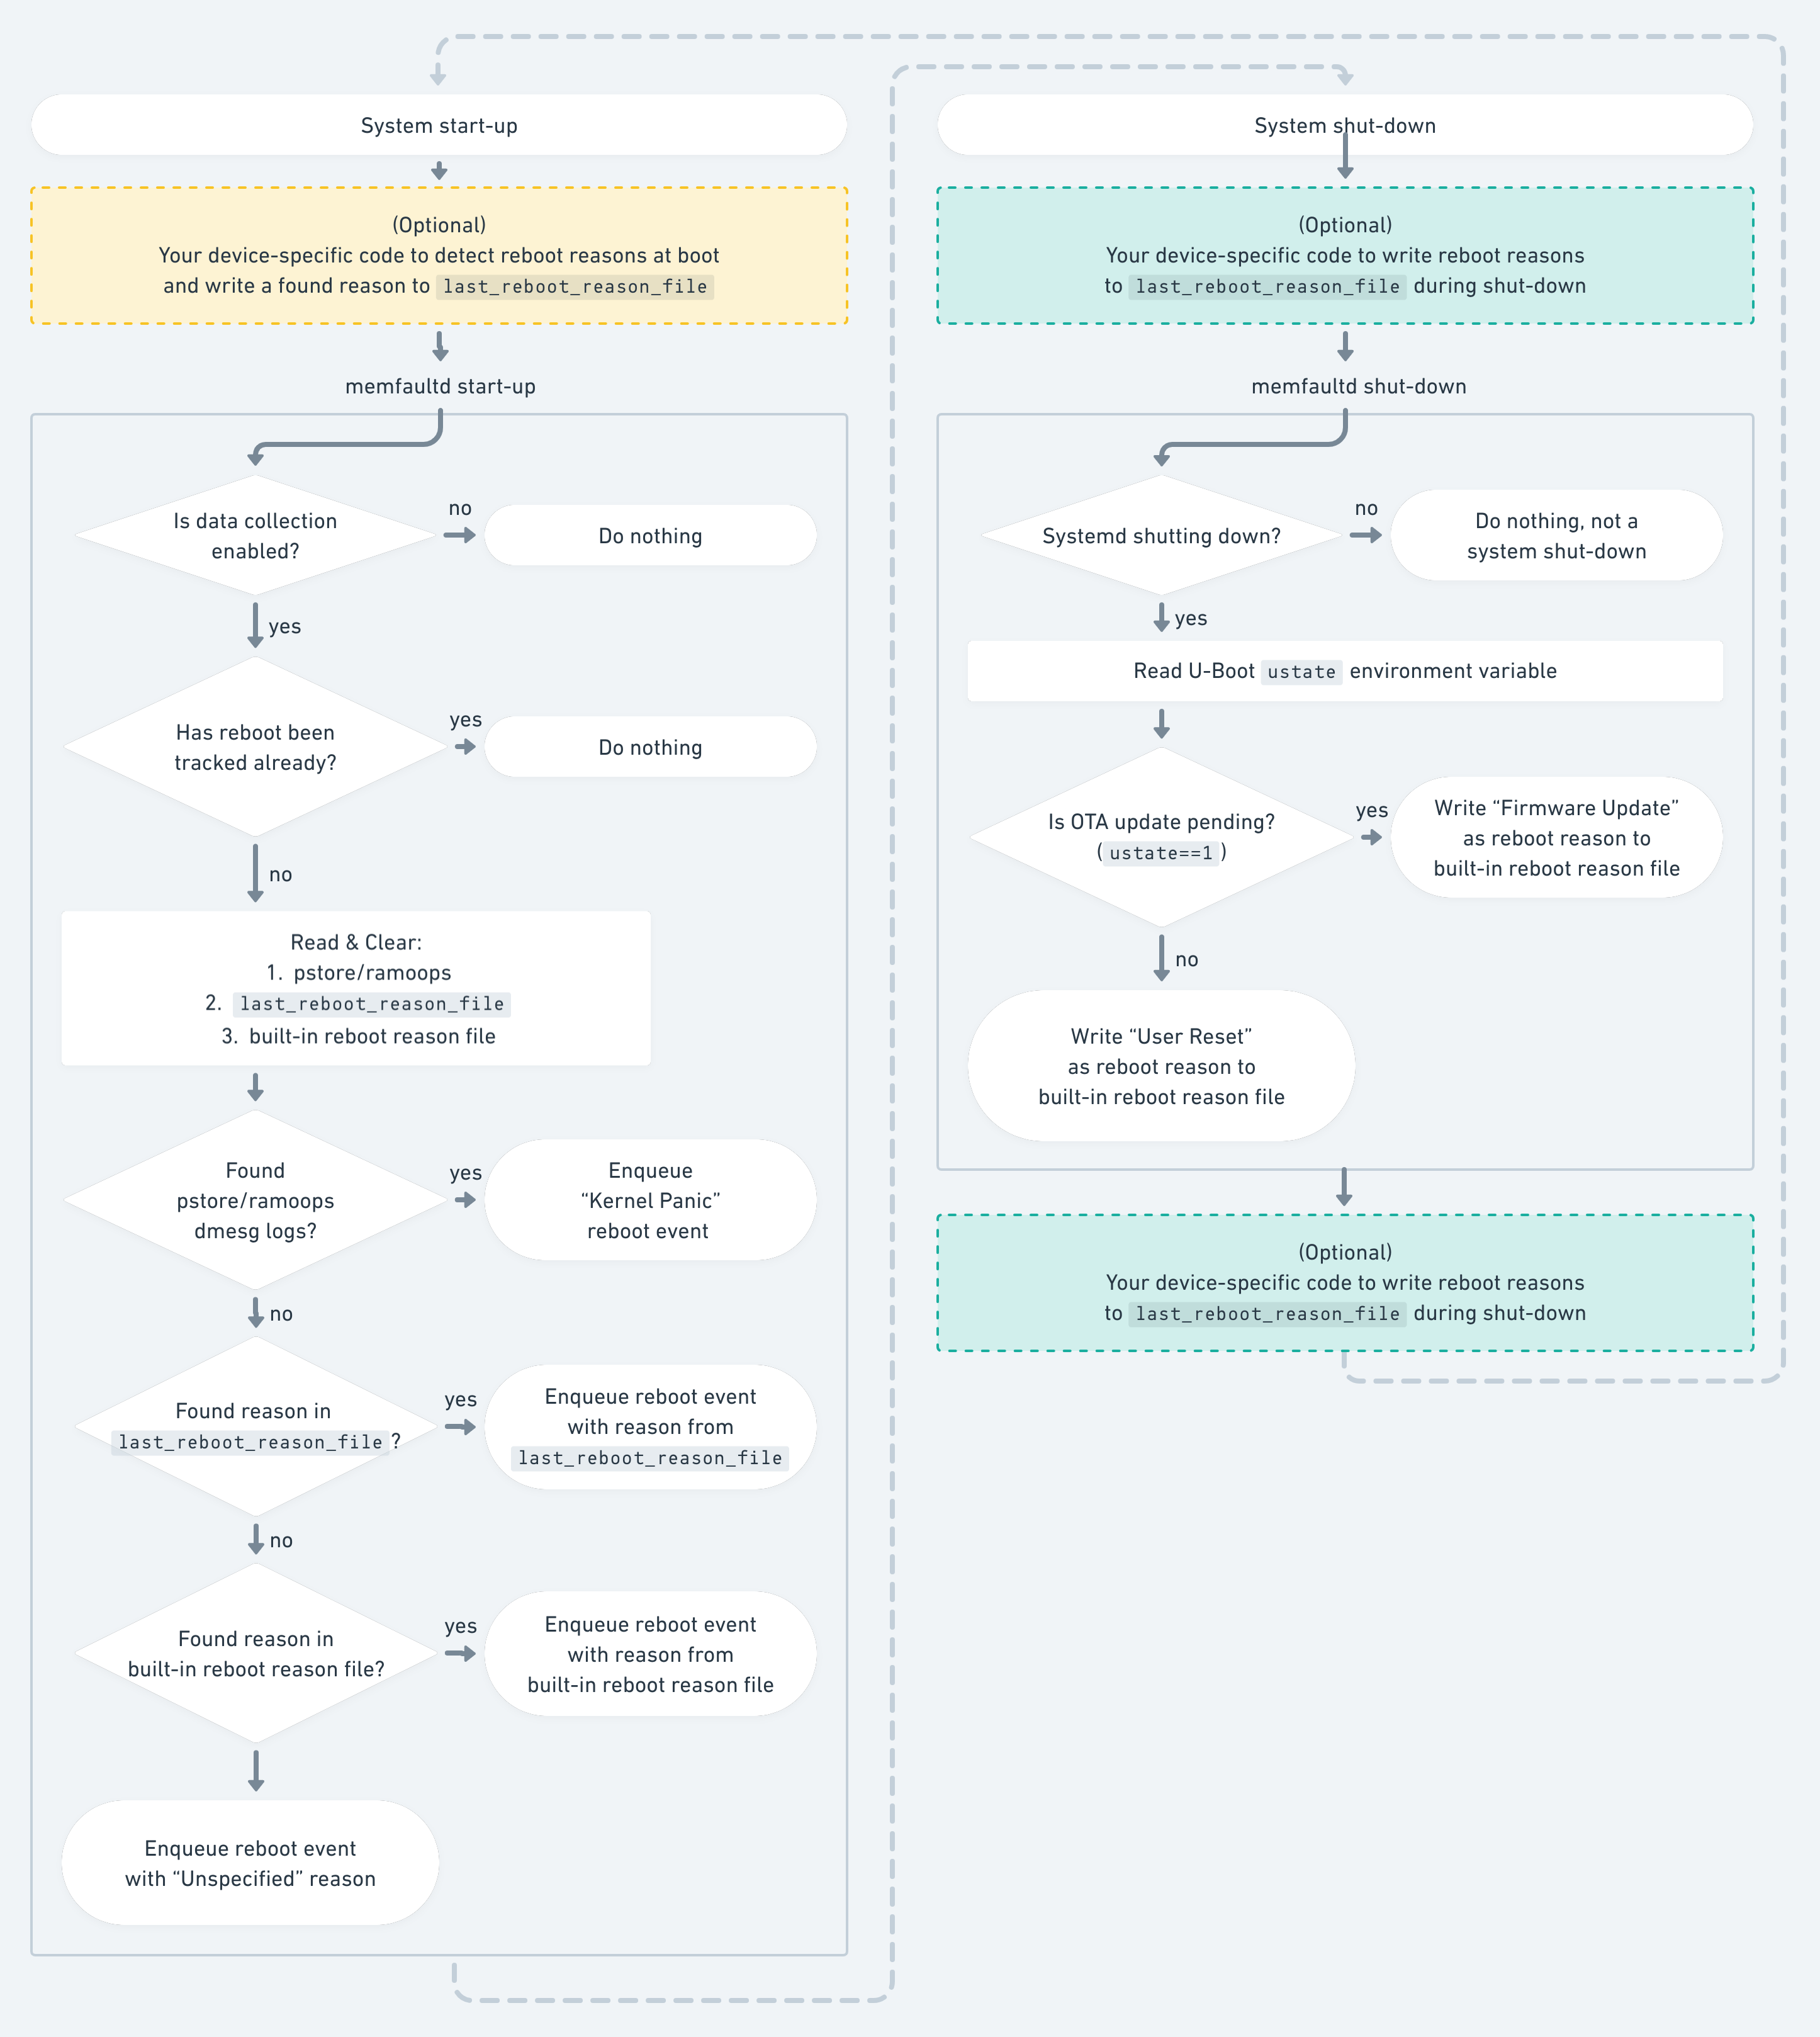 System start-up
(Optional)
Your device-specific code to detect reboot reasons at boot
and write a found reason to last_reboot_reason_file
memfaultd start-up
Is data collection
enabled?
no
Do nothing
yes
Has reboot been
tracked already?
yes
Do nothing
no
Read & Clear:
1. pstore/ramoops
2. last_reboot_reason_file
3. built-in reboot reason file
Found
pstore/ramoops
dmesg logs?
yes
Enqueue
“Kernel Panic”
reboot event
no
Found reason in
last_reboot_reason_file?
yes
Enqueue reboot event
with reason from
last_reboot_reason_file
no
Found reason in
built-in reboot reason file?
yes
Enqueue reboot event
with reason from
built-in reboot reason file
Enqueue reboot event
with “Unspecified” reason
System shut-down
(Optional)
Your device-specific code to write reboot reasons
to last_reboot_reason_file during shut-down
memfaultd shut-down
Systemd shutting down?
no
Do nothing, not a
system shut-down
yes
Read U-Boot ustate environment variable
Is OTA update pending?
(ustate==1)
yes
Write “Firmware Update”
as reboot reason to
built-in reboot reason file
no
Write “User Reset”
as reboot reason to
built-in reboot reason file
(Optional)
Your device-specific code to write reboot reasons
to last_reboot_reason_file during shut-down